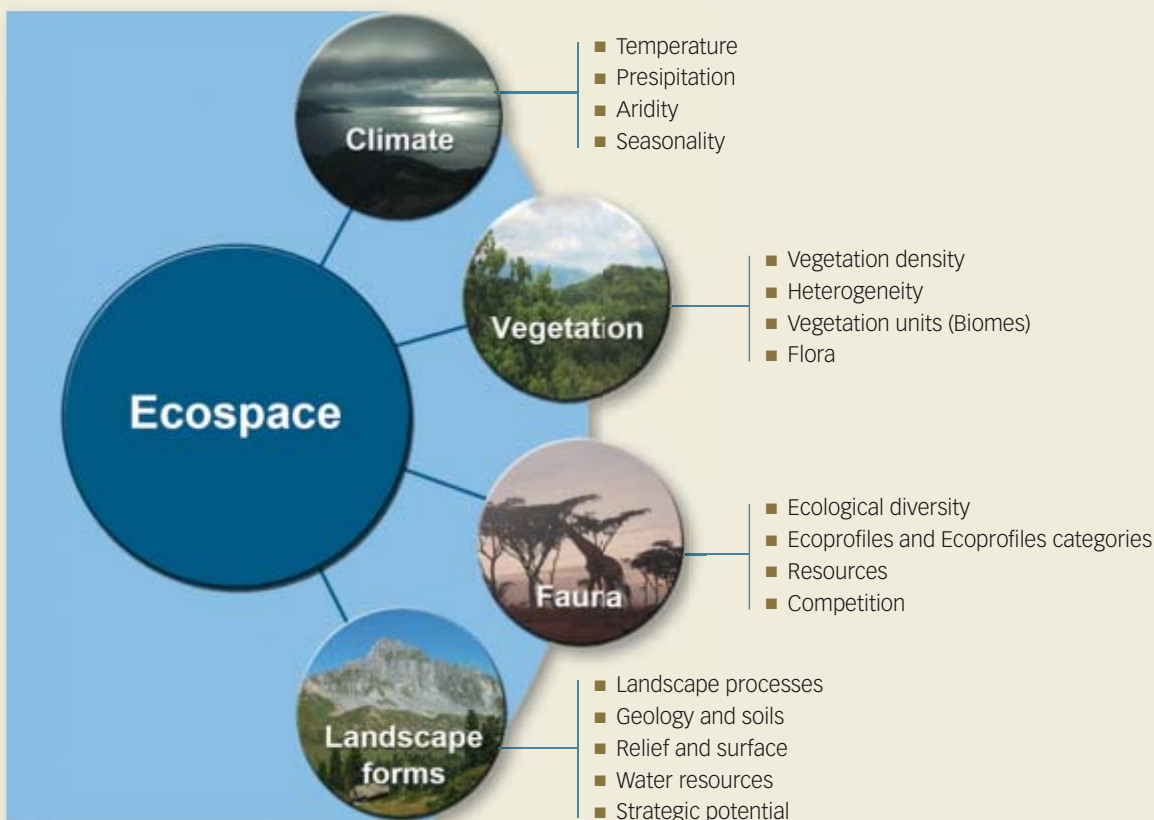 Ecospace
Climate
Temperature
Presipitation
Aridity
Seasonality
Vegetation
Vegetation density
Heterogeneity
Vegetation units (Biomes)
Flora
Fauna
Ecological diversity
Ecoprofiles and Ecoprofiles categories
Resources
Competition
Landscape
forms
Landscape processes
Geology and soils
Relief and surface
Water resources
Strategic potential